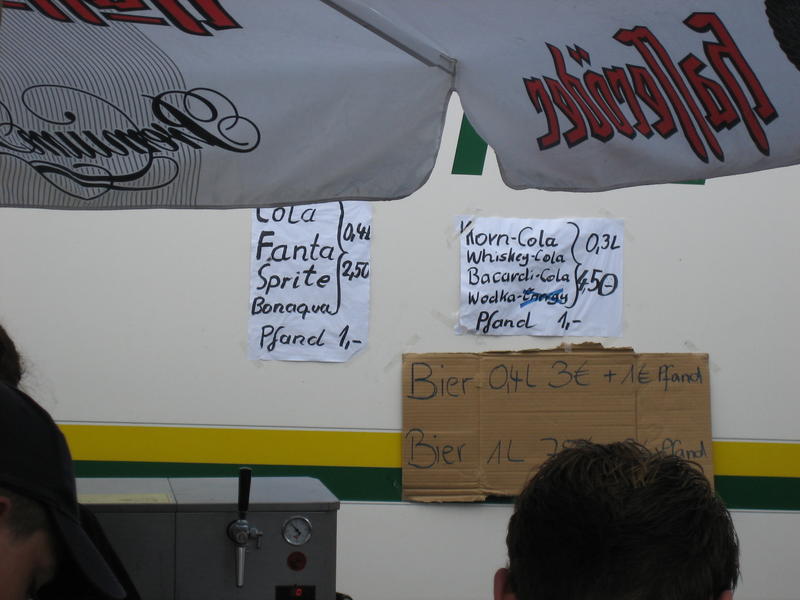 Hasseröder
Premium
Cola
Fanta
Sprite
Bonaqua
0,4L
2,50
Pfand 1,-
Korn-Cola
Whiskey-Cola
Bacardi-Cola
Wodka-Energy
0,3L
4,50
Pfand 1,-
Bier 0,4L 3€ + 1€ Pfand
Bier 1L Pfand